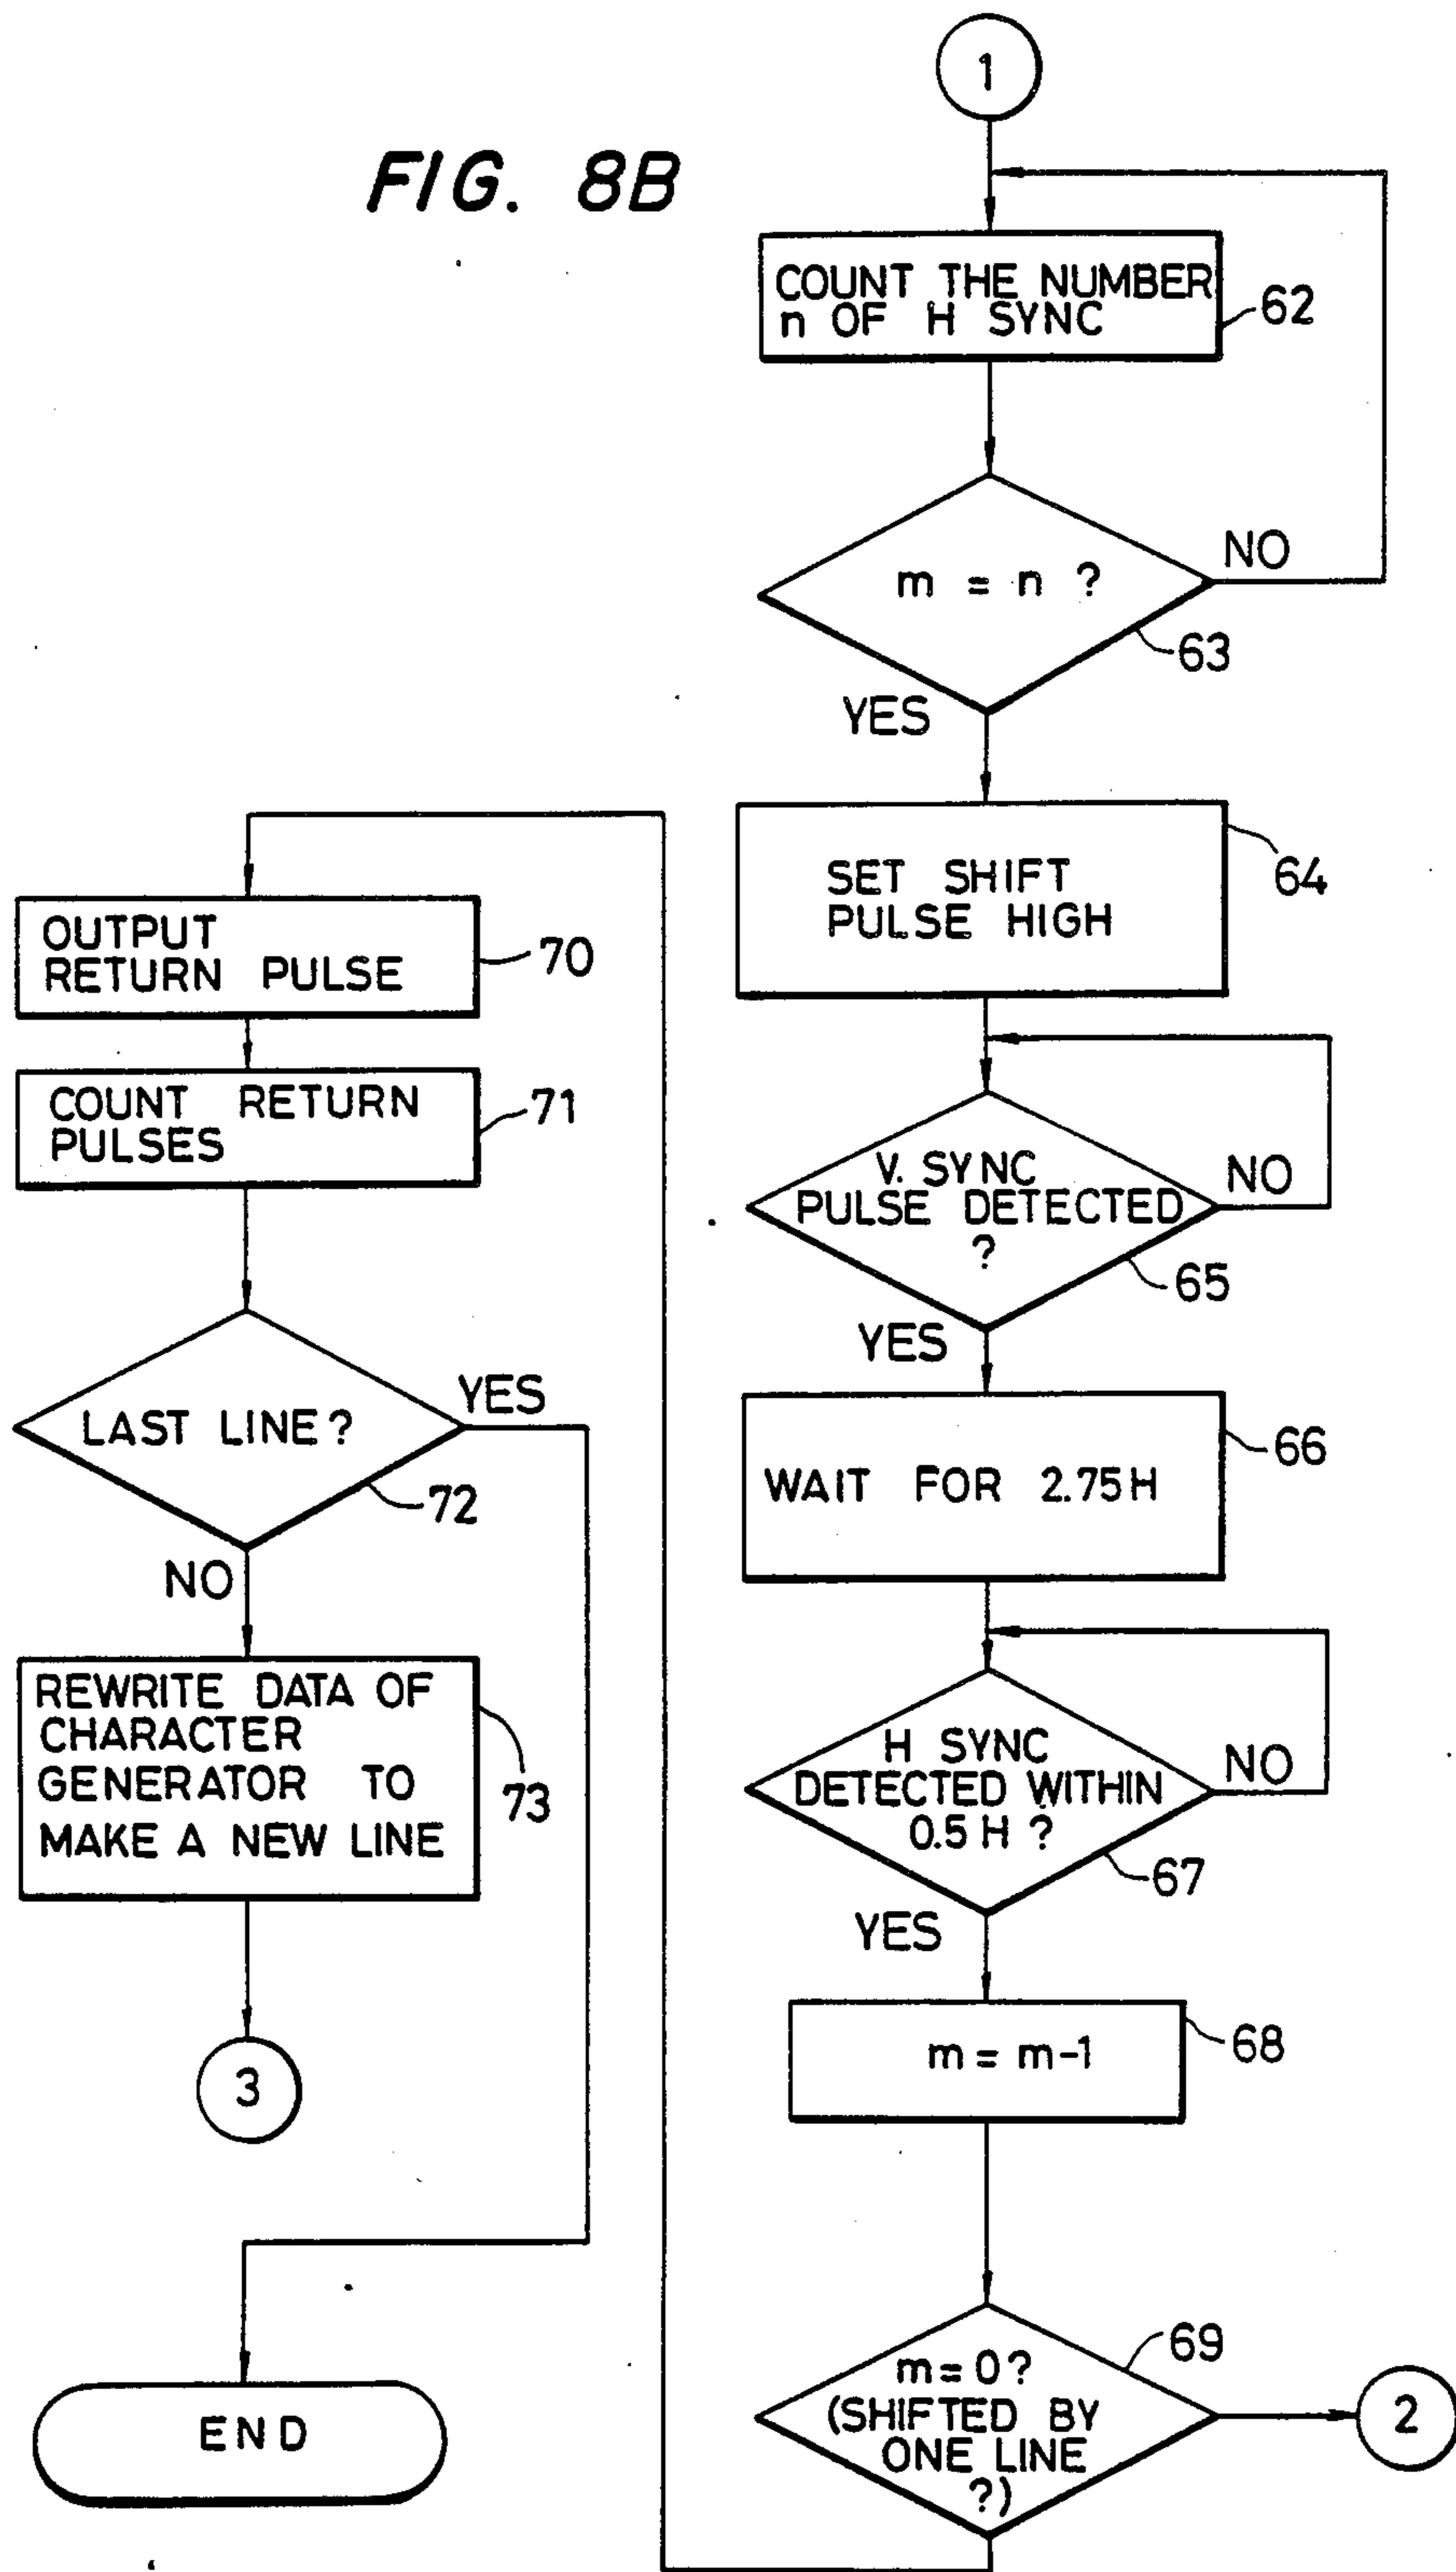 FIG. 8B
1
COUNT THE NUMBER
n OF H SYNC
62
m = n ?
NO
63
YES
SET SHIFT
PULSE HIGH
64
V. SYNC
PULSE DETECTED
?
NO
65
YES
WAIT FOR 2.75H
66
H SYNC
DETECTED WITHIN
0.5 H ?
NO
67
YES
m = m-1
68
m = 0?
(SHIFTED BY
ONE LINE
?)
69
2
OUTPUT
RETURN PULSE
70
COUNT RETURN
PULSES
71
LAST LINE?
YES
72
NO
REWRITE DATA OF
CHARACTER
GENERATOR TO
MAKE A NEW LINE
73
3
END